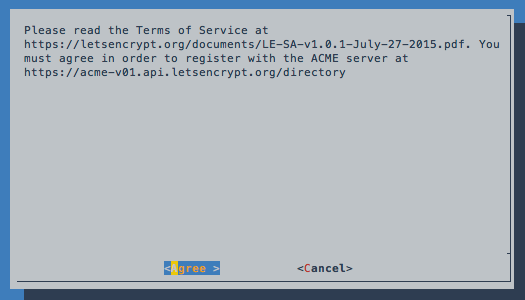 Please read the Terms of Service at
https://letsencrypt.org/documents/LE-SA-v1.0.1-July-27-2015.pdf. You
must agree in order to register with the ACME server at
https://acme-v01.api.letsencrypt.org/directory
<Agree > <Cancel>